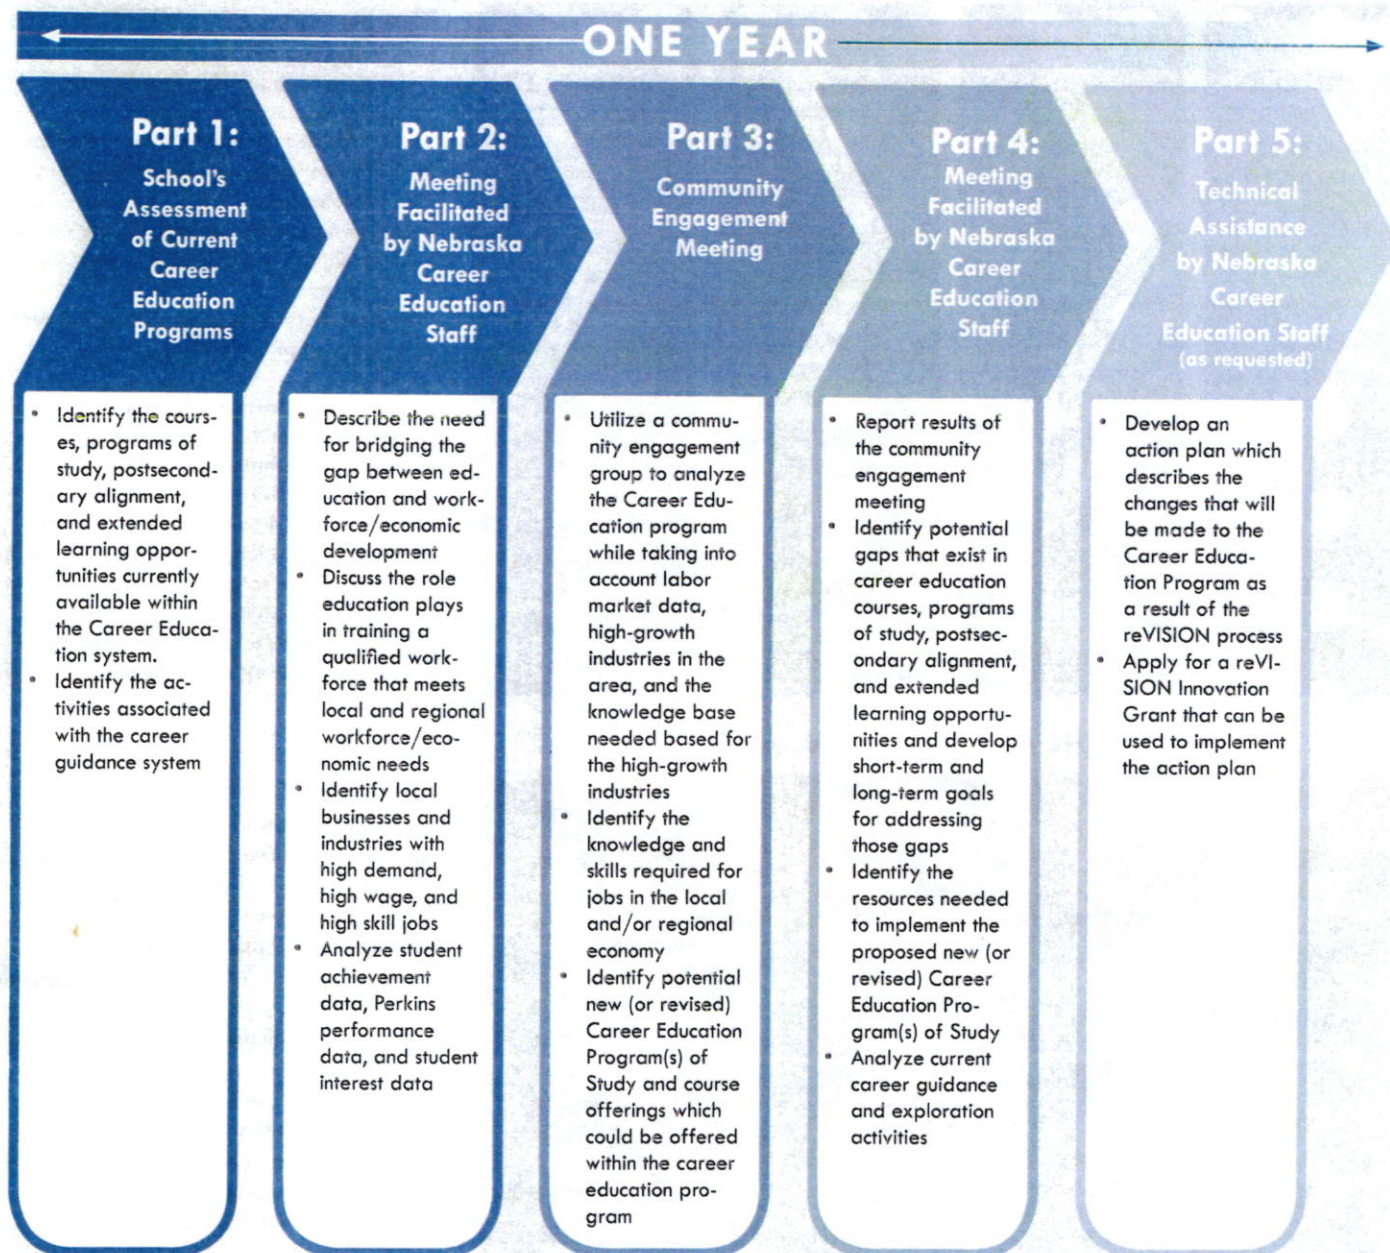 ONE YEAR
Part 1:
School's
Assessment
of Current
Career
Education
Programs
Part 2:
Meeting
Facilitated
by Nebraska
Career
Education
Staff
Part 3:
Community
Engagement
Meeting
Part 4:
Meeting
Facilitated
by Nebraska
Career
Education
Staff
Part 5:
Technical
Assistance
by Nebraska
Career
Education Staff
(as requested)
• Identify the cours-
es, programs of
study, postsecond-
ary alignment,
and extended
learning oppor-
tunities currently
available within
the Career Educa-
tion system.
• Identify the ac-
tivities associated
with the career
guidance system
• Describe the need
for bridging the
gap between ed-
ucation and work-
force/economic
development
• Discuss the role
education plays
in training a
qualified work-
force that meets
local and regional
workforce/eco-
nomic needs
• Identify local
businesses and
industries with
high demand,
high wage, and
high skill jobs
• Analyze student
achievement
data, Perkins
performance
data, and student
interest data
• Utilize a commu-
nity engagement
group to analyze
the Career Edu-
cation program
while taking into
account labor
market data,
high-growth
industries in the
area, and the
knowledge base
needed based for
the high-growth
industries
• Identify the
knowledge and
skills required for
jobs in the local
and/or regional
economy
• Identify potential
new (or revised)
Career Education
Program(s) of
Study and course
offerings which
could be offered
within the career
education pro-
gram
• Report results of
the community
engagement
meeting
• Identify potential
gaps that exist in
career education
courses, programs
of study, postsec-
ondary alignment,
and extended
learning opportu-
nities and develop
short-term and
long-term goals
for addressing
those gaps
• Identify the
resources needed
to implement the
proposed new (or
revised) Career
Education Pro-
gram(s) of Study
• Analyze current
career guidance
and exploration
activities
• Develop an
action plan which
describes the
changes that will
be made to the
Career Educa-
tion Program as
a result of the
reVISION process
• Apply for a reVI-
SION Innovation
Grant that can be
used to implement
the action plan